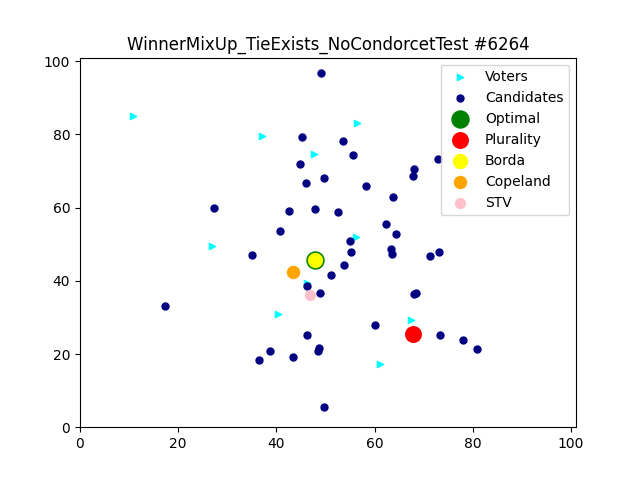 WinnerMixUp_TieExists_NoCondorcetTest #6264
100
80
60
40
20
0
0 20 40 60 80 100
Voters
Candidates
Optimal
Plurality
Borda
Copeland
STV